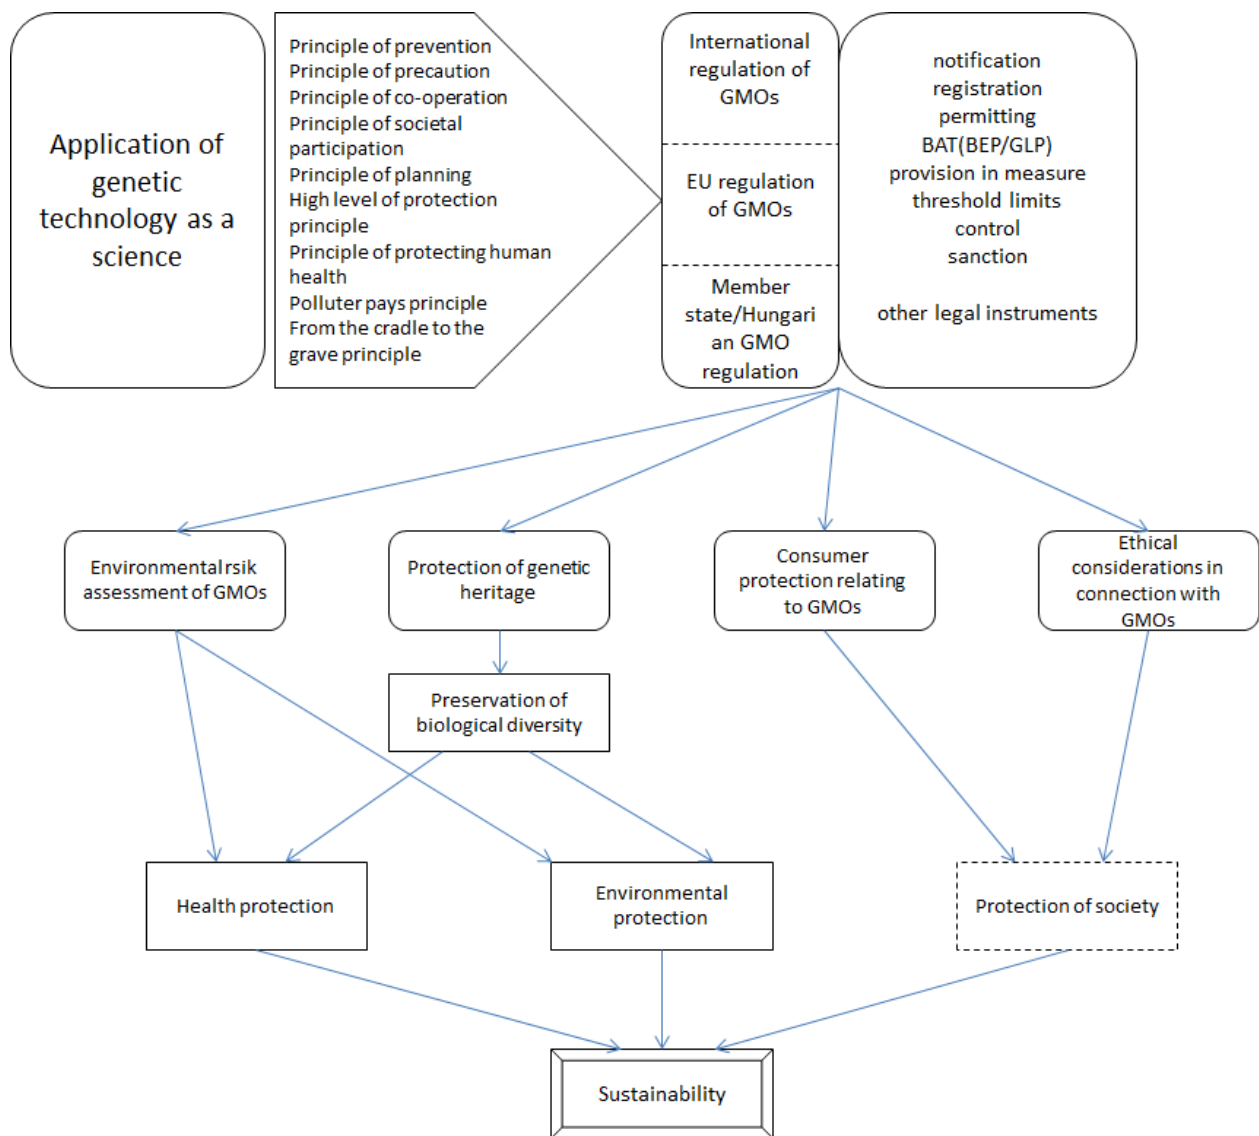 Application of
genetic
technology as a
science
Principle of prevention
Principle of precaution
Principle of co-operation
Principle of societal
participation
Principle of planning
High level of protection
principle
Principle of protecting human
health
Polluter pays principle
From the cradle to the
grave principle
International
regulation of
GMOs
EU regulation
of GMOs
Member
state/Hungari
an GMO
regulation
notification
registration
permitting
BAT(BEP/GLP)
provision in measure
threshold limits
control
sanction
other legal instruments
Environmental rsik
assessment of GMOs
Protection of genetic
heritage
Consumer
protection relating
to GMOs
Ethical
considerations in
connection with
GMOs
Preservation of
biological diversity
Health protection
Environmental
protection
Protection of society
Sustainability